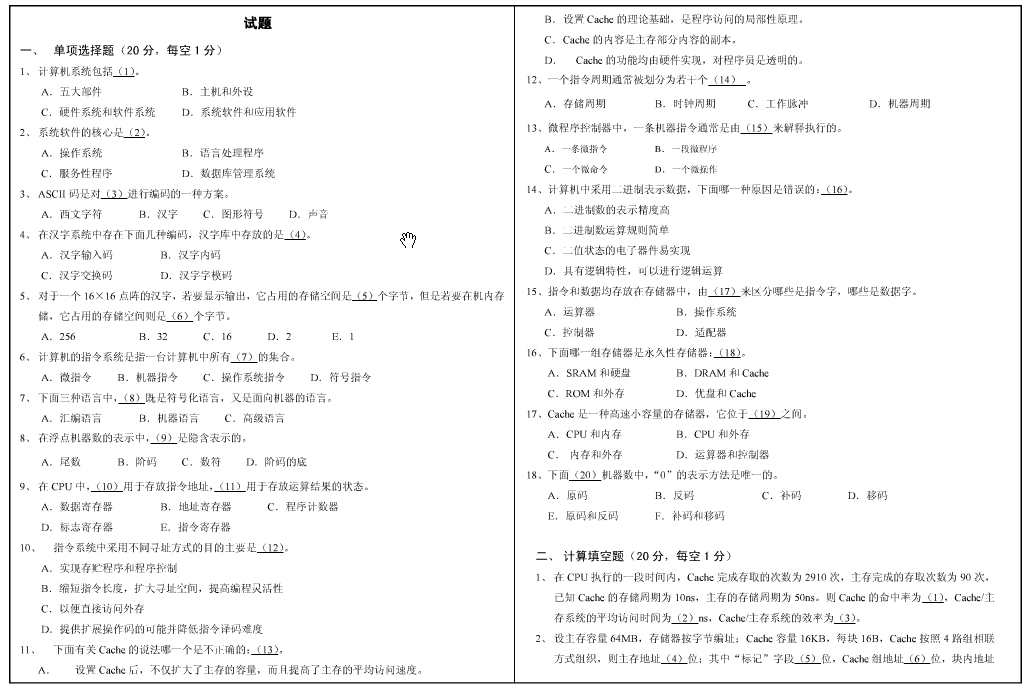 试题
一、 单项选择题（20 分，每空 1 分）
1、 计算机系统包括（1）。
A．五大部件 B．主机和外设
C．硬件系统和软件系统 D．系统软件和应用软件
2、 系统软件的核心是（2）。
A．操作系统 B．语言处理程序
C．服务性程序 D．数据库管理系统
3、 ASCII 码是对（3）进行编码的一种方案。
A．西文字符 B．汉字 C．图形符号 D．声音
4、 在汉字系统中存在下面几种编码，汉字库中存放的是（4）。
A．汉字输入码 B．汉字内码
C．汉字交换码 D．汉字字模码
5、 对于一个 16×16 点阵的汉字，若要显示输出，它占用的存储空间是（5）个字节，但是若要在机内存
储，它占用的存储空间则是（6）个字节。
A．256 B．32 C．16 D．2 E．1
6、 计算机的指令系统是指一台计算机中所有（7）的集合。
A．微指令 B．机器指令 C．操作系统指令 D．符号指令
7、 下面三种语言中，（8）既是符号化语言，又是面向机器的语言。
A．汇编语言 B．机器语言 C．高级语言
8、 在浮点机器数的表示中，（9）是隐含表示的。
A．尾数 B．阶码 C．数符 D．阶码的底
9、 在 CPU 中，（10）用于存放指令地址，（11）用于存放运算结果的状态。
A．数据寄存器 B．地址寄存器 C．程序计数器
D．标志寄存器 E．指令寄存器
10、 指令系统中采用不同寻址方式的目的主要是（12）。
A．实现存贮程序和程序控制
B．缩短指令长度，扩大寻址空间，提高编程灵活性
C．以便直接访问外存
D．提供扩展操作码的可能并降低指令译码难度
11、 下面有关 Cache 的说法哪一个是不正确的：（13），
A． 设置 Cache 后，不仅扩大了主存的容量，而且提高了主存的平均访问速度。
B．设置 Cache 的理论基础，是程序访问的局部性原理。
C．Cache 的内容是主存部分内容的副本，
D． Cache 的功能均由硬件实现，对程序员是透明的。
12、一个指令周期通常被划分为若干个（14） 。
A．存储周期 B．时钟周期 C．工作脉冲 D．机器周期
13、微程序控制器中，一条机器指令通常是由（15）来解释执行的。
A．一条微指令 B．一段微程序
C．一个微命令 D．一个微操作
14、计算机中采用二进制表示数据，下面哪一种原因是错误的：（16）。
A．二进制数的表示精度高
B．二进制数运算规则简单
C．二值状态的电子器件易实现
D．具有逻辑特性，可以进行逻辑运算
15、指令和数据均存放在存储器中，由（17）来区分哪些是指令字，哪些是数据字。
A．运算器 B．操作系统
C．控制器 D．适配器
16、下面哪一组存储器是永久性存储器：（18）。
A．SRAM 和硬盘 B．DRAM 和 Cache
C．ROM 和外存 D．优盘和 Cache
17、Cache 是一种高速小容量的存储器，它位于（19）之间。
A．CPU 和内存 B．CPU 和外存
C． 内存和外存 D．运算器和控制器
18、下面（20）机器数中，“0”的表示方法是唯一的。
A．原码 B．反码 C．补码 D．移码
E．原码和反码 F．补码和移码
二、 计算填空题（20 分，每空 1 分）
1、 在 CPU 执行的一段时间内，Cache 完成存取的次数为 2910 次，主存完成的存取次数为 90 次，
已知 Cache 的存储周期为 10ns，主存的存储周期为 50ns。则 Cache 的命中率为（1），Cache/主
存系统的平均访问时间为（2）ns，Cache/主存系统的效率为（3）。
2、 设主存容量 64MB，存储器按字节编址；Cache 容量 16KB，每块 16B，Cache 按照 4 路组相联
方式组织，则主存地址（4）位；其中“标记”字段（5）位，Cache 组地址（6）位，块内地址